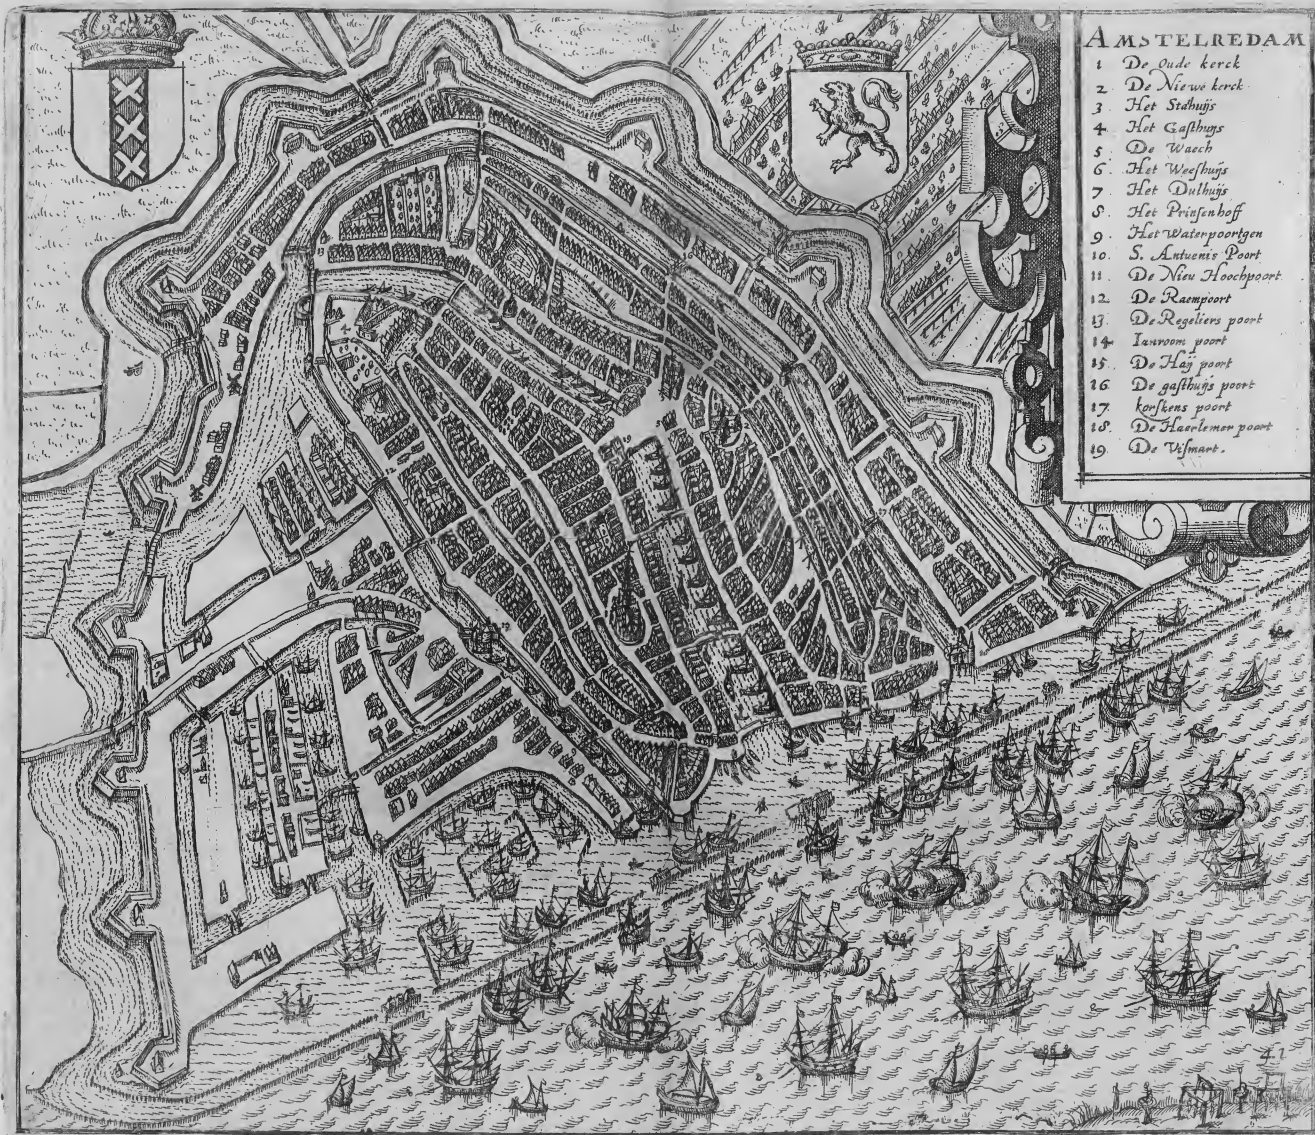 AMSTELREDAM
1 De Oude kerck
2 De Niewe kerck
3 Het Stathuijs
4 Het Gasthuijs
5 De Waech
6 Het Weeshuijs
7 Het Dulhuijs
8 Het Prinsenhoff
9 Het Waterpoortgen
10 S. Antuenis Poort
11 De Nieu Hoochpoort
12 De Raempoort
13 De Regeliers poort
14 Ianroom poort
15 De Haij poort
16 De gasthuijs poort
17 korskens poort
18 De Haerlemer poort
19 De Vismart.
41